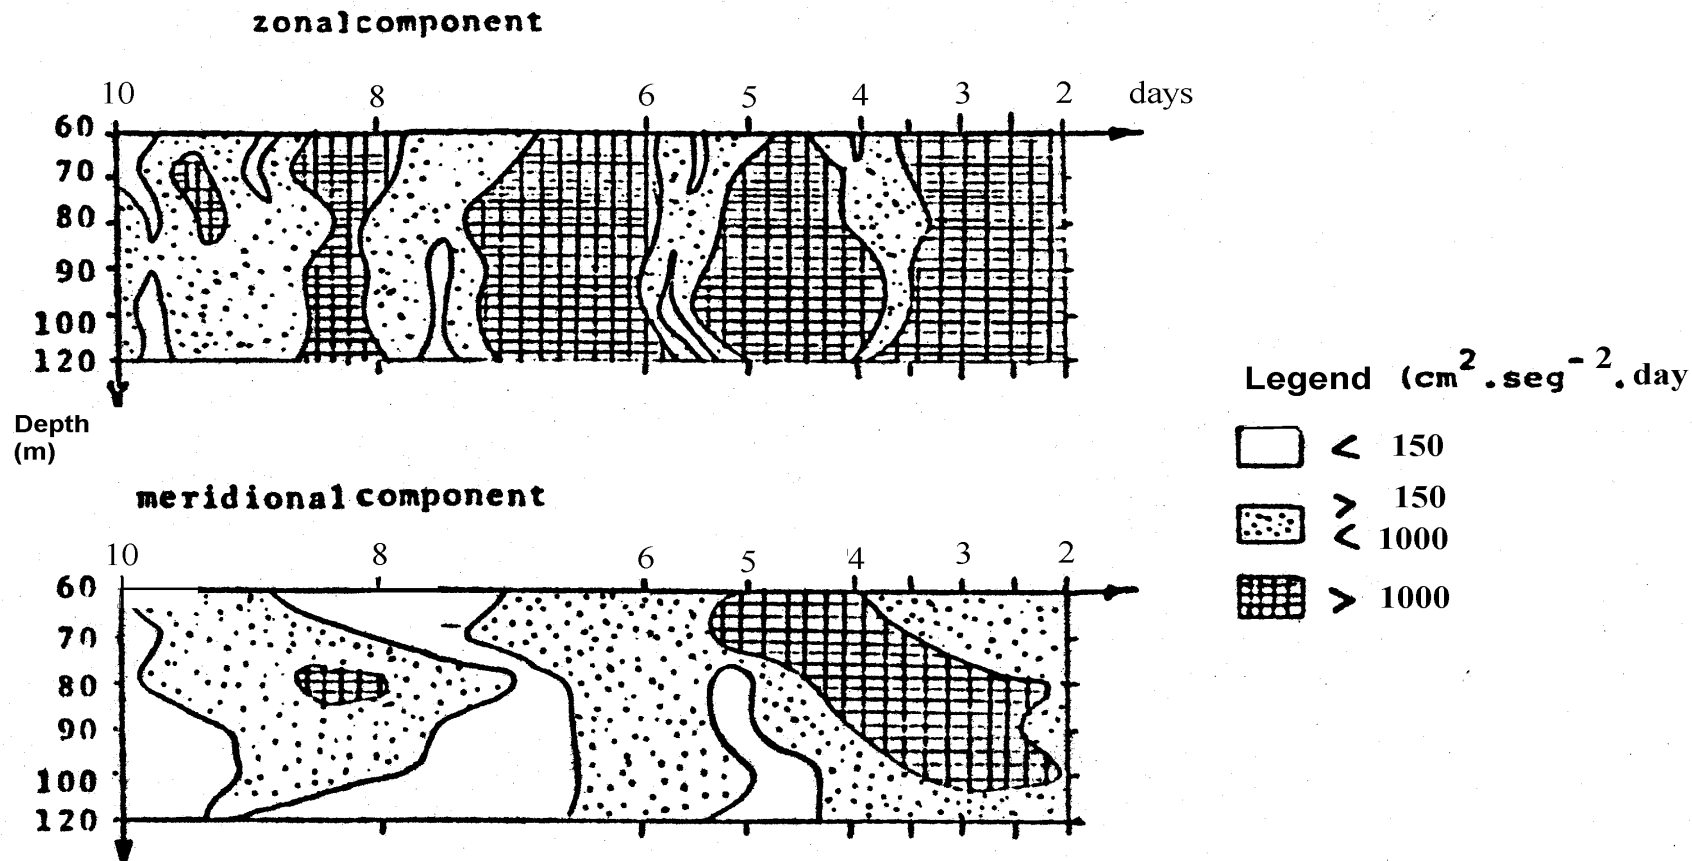 zonal component
10 8 6 5 4 3 2 days
60
70
80
90
100
120
Depth
(m)
meridional component
10 8 6 5 4 3 2
60
70
80
90
100
120
Legend (cm².seg⁻².day
< 150
> 150
< 1000
> 1000